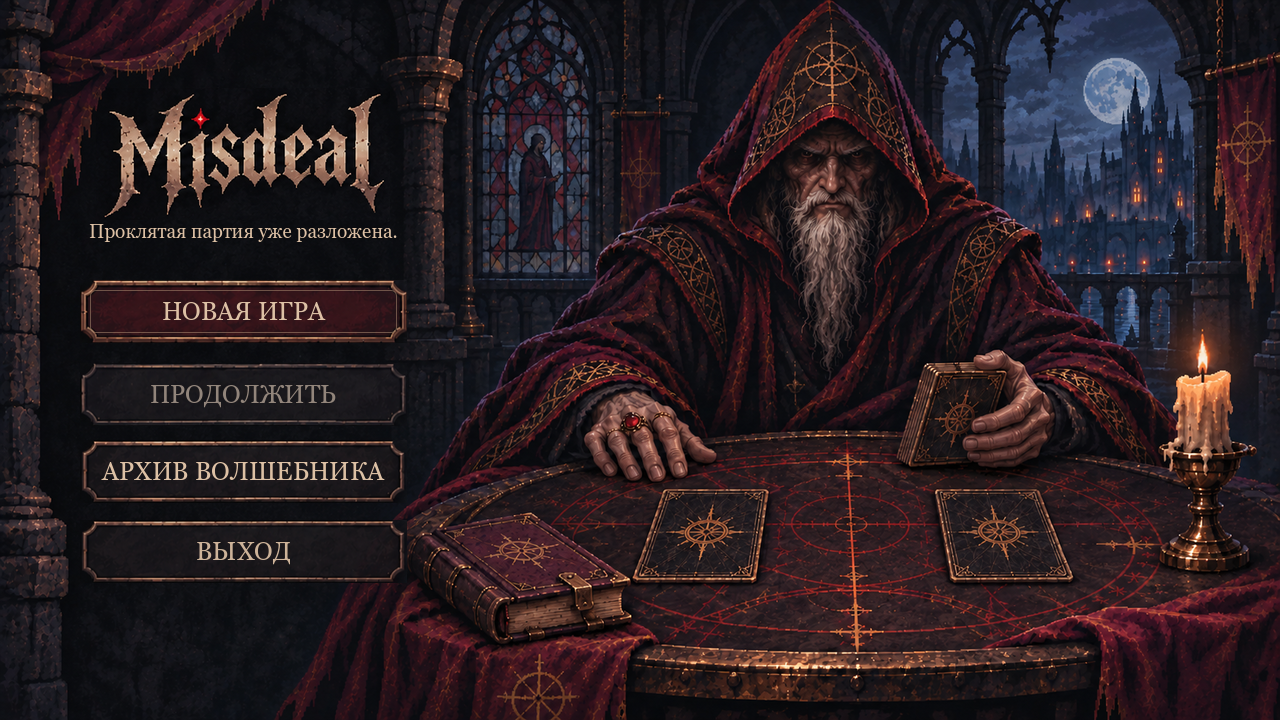 Misdeal
Проклятая партия уже разложена.
НОВАЯ ИГРА
ПРОДОЛЖИТЬ
АРХИВ ВОЛШЕБНИКА
ВЫХОД